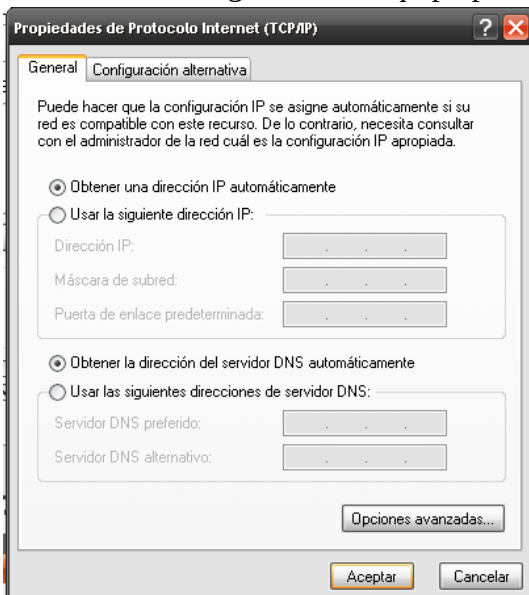 Propiedades de Protocolo Internet (TCP/IP)
General Configuración alternativa
Puede hacer que la configuración IP se asigne automáticamente si su
red es compatible con este recurso. De lo contrario, necesita consultar
con el administrador de la red cuál es la configuración IP apropiada.
Obtener una dirección IP automáticamente
Usar la siguiente dirección IP:
Dirección IP:
Máscara de subred:
Puerta de enlace predeterminada:
Obtener la dirección del servidor DNS automáticamente
Usar las siguientes direcciones de servidor DNS:
Servidor DNS preferido:
Servidor DNS alternativo:
Opciones avanzadas...
Aceptar Cancelar